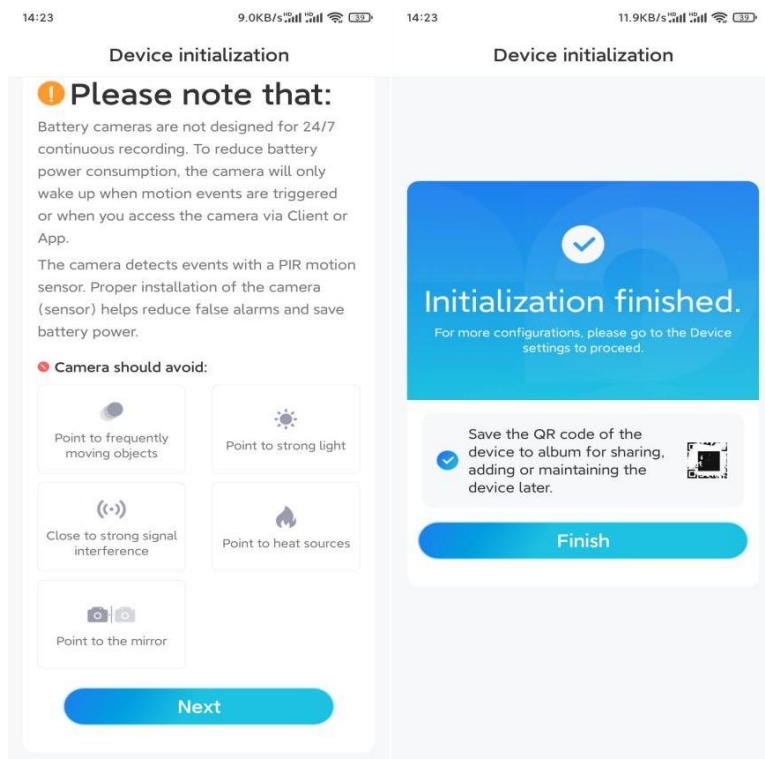 14:23
9.0KB/s HD HD 39
Device initialization
Please note that:
Battery cameras are not designed for 24/7
continuous recording. To reduce battery
power consumption, the camera will only
wake up when motion events are triggered
or when you access the camera via Client or
App.
The camera detects events with a PIR motion
sensor. Proper installation of the camera
(sensor) helps reduce false alarms and save
battery power.
Camera should avoid:
Point to frequently
moving objects
Point to strong light
Close to strong signal
interference
Point to heat sources
Point to the mirror
Next
14:23
11.9KB/s HD HD 39
Device initialization
Initialization finished.
For more configurations, please go to the Device
settings to proceed.
Save the QR code of the
device to album for sharing,
adding or maintaining the
device later.
Finish